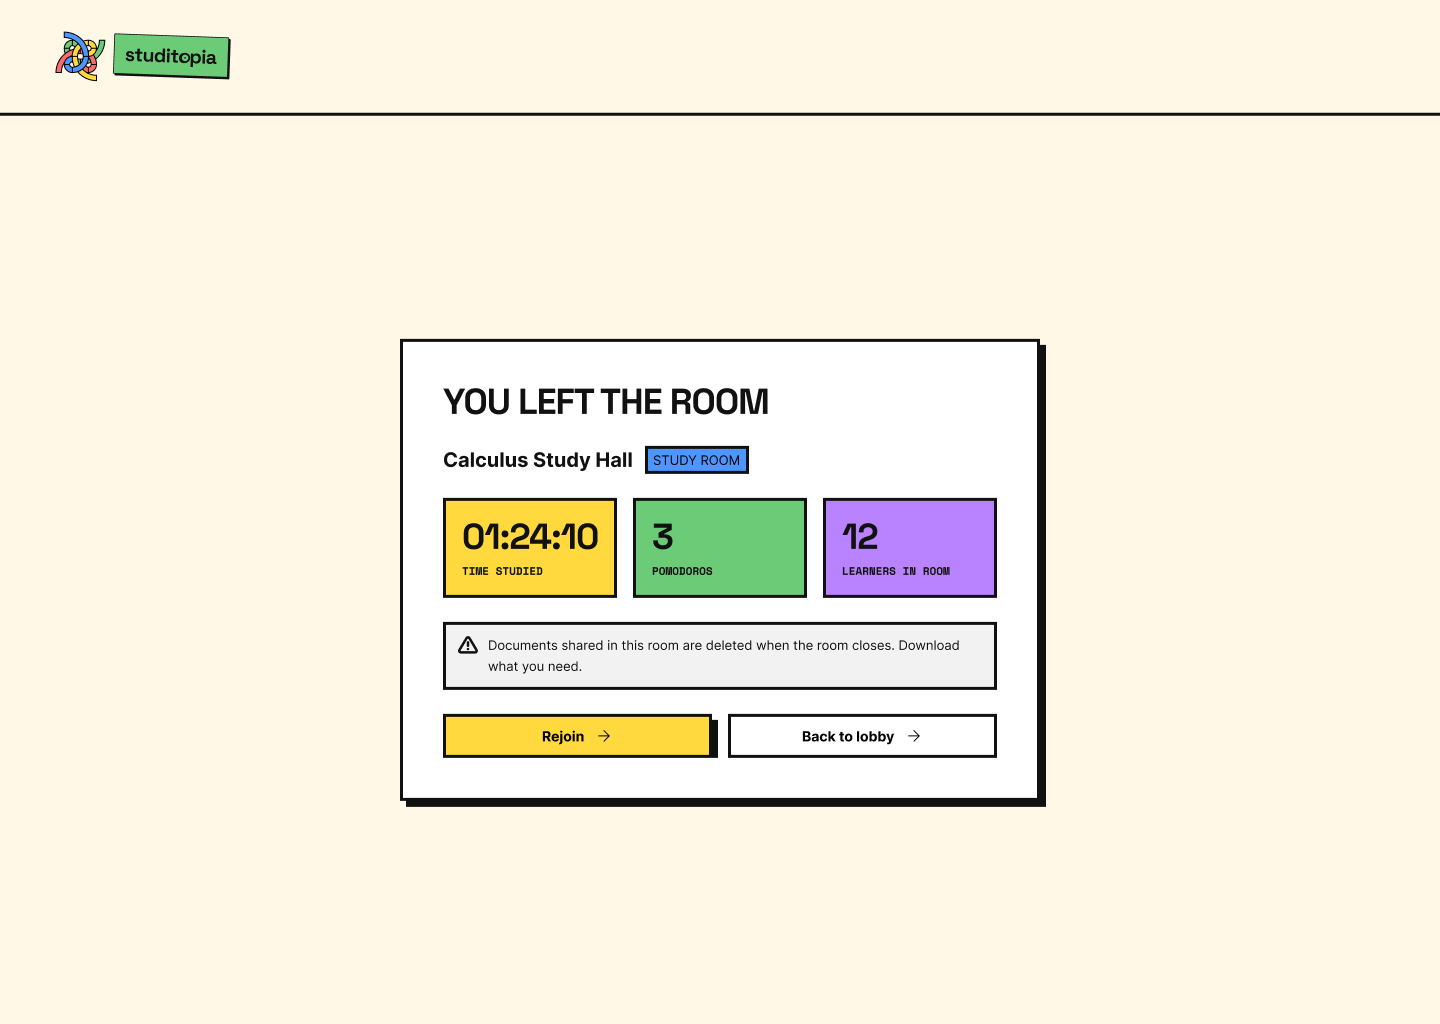 studitopia
YOU LEFT THE ROOM
Calculus Study Hall
STUDY ROOM
01:24:10
TIME STUDIED
3
POMODOROS
12
LEARNERS IN ROOM
Documents shared in this room are deleted when the room closes. Download
what you need.
Rejoin
Back to lobby